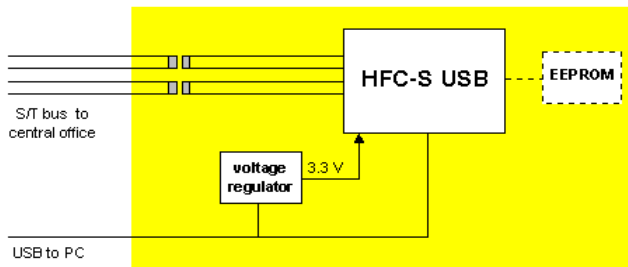 HFC-S USB
EEPROM
S/T bus to
central office
voltage
regulator
3.3 V
USB to PC